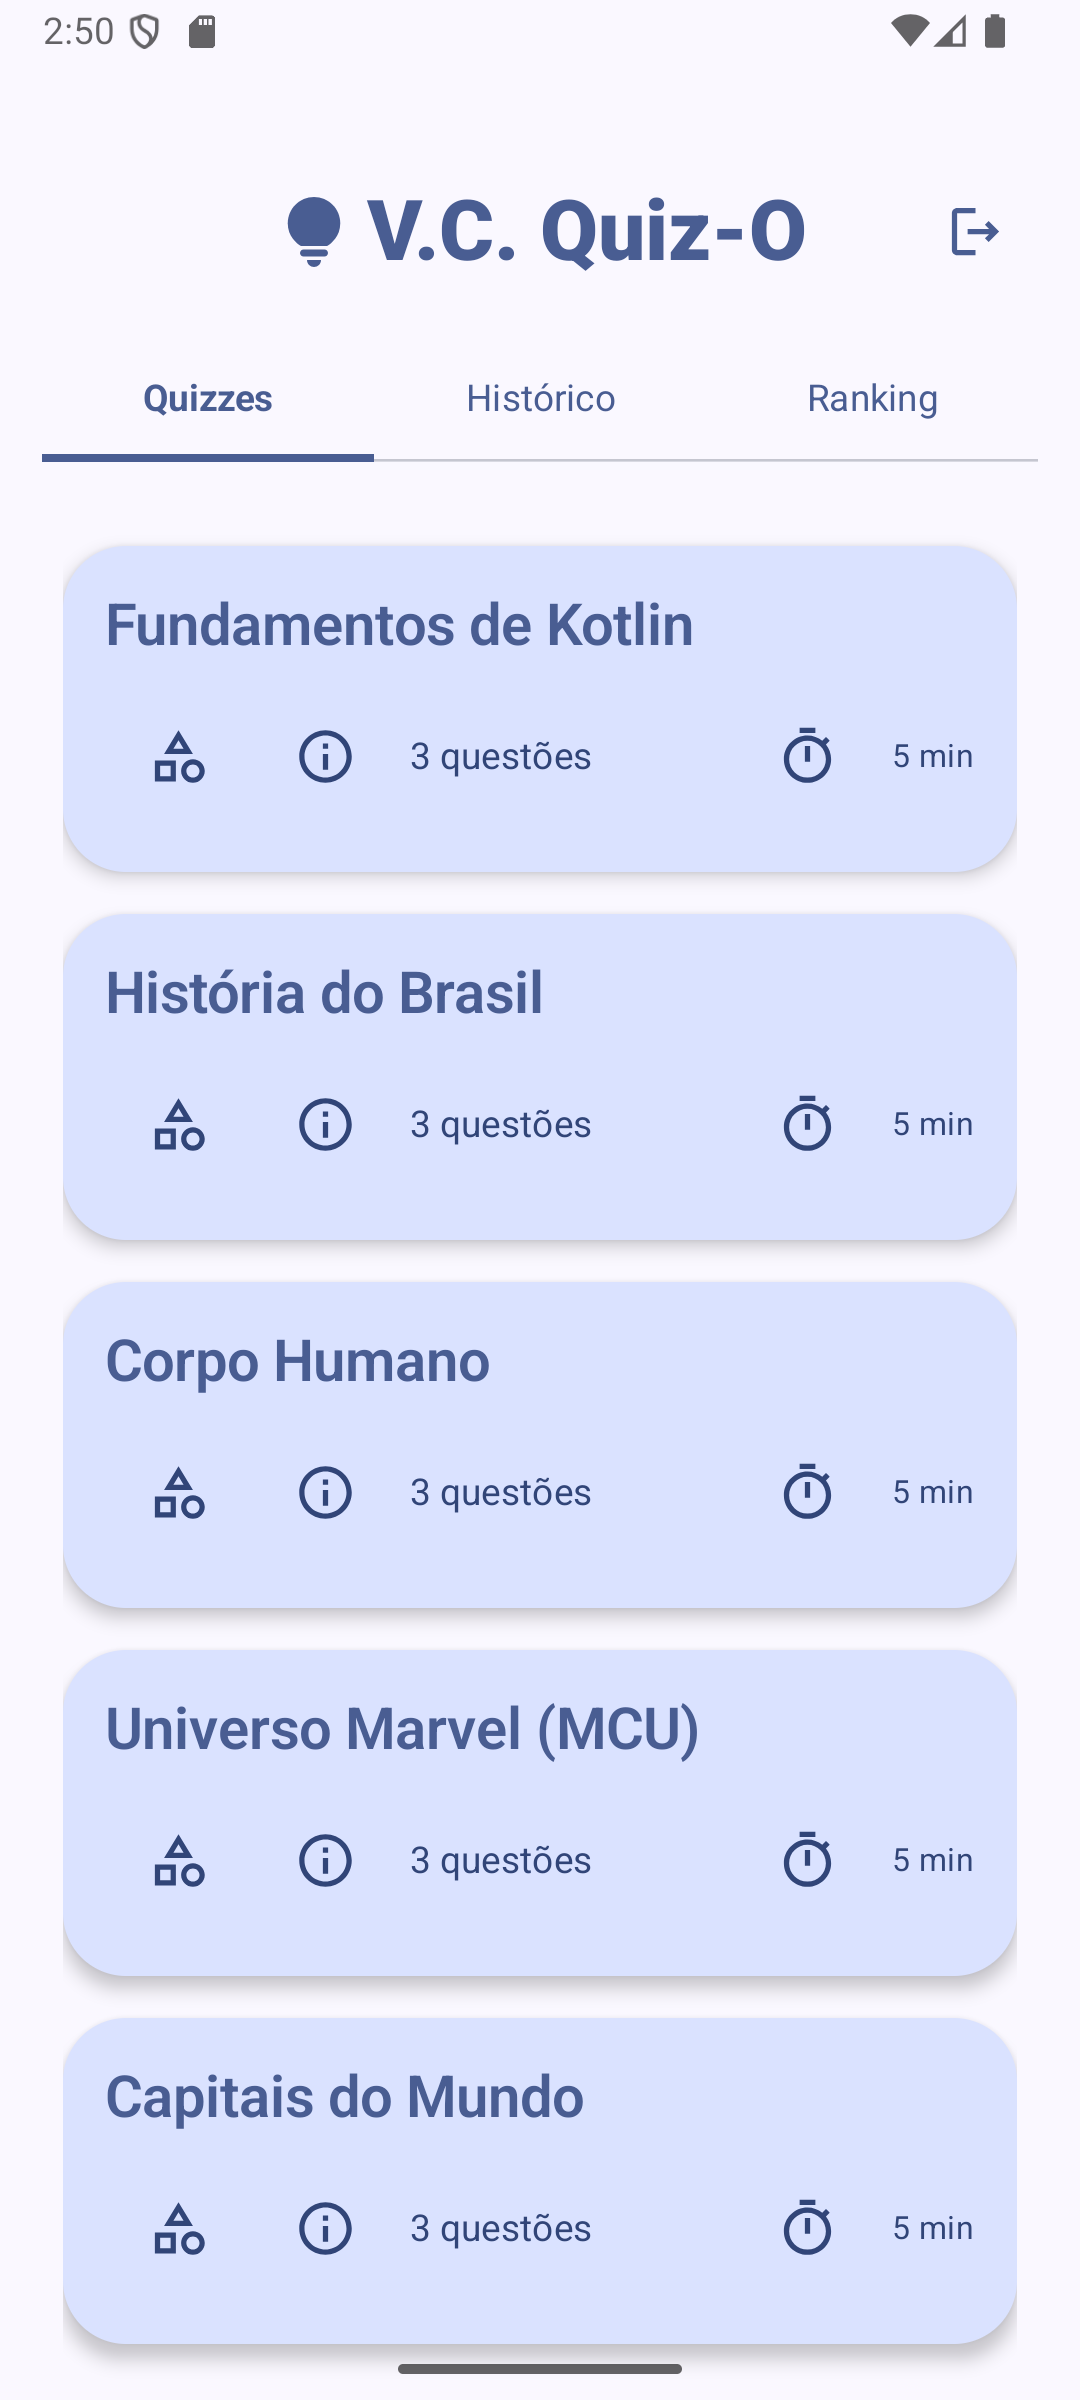 2:50
V.C. Quiz-O
Quizzes Histórico Ranking
Fundamentos de Kotlin
3 questões 5 min
História do Brasil
3 questões 5 min
Corpo Humano
3 questões 5 min
Universo Marvel (MCU)
3 questões 5 min
Capitais do Mundo
3 questões 5 min